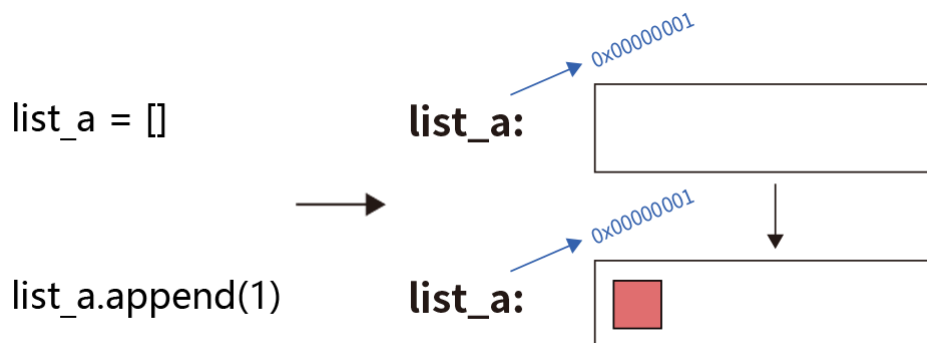 list_a = []
list_a:
0x00000001
list_a.append(1)
list_a:
0x00000001